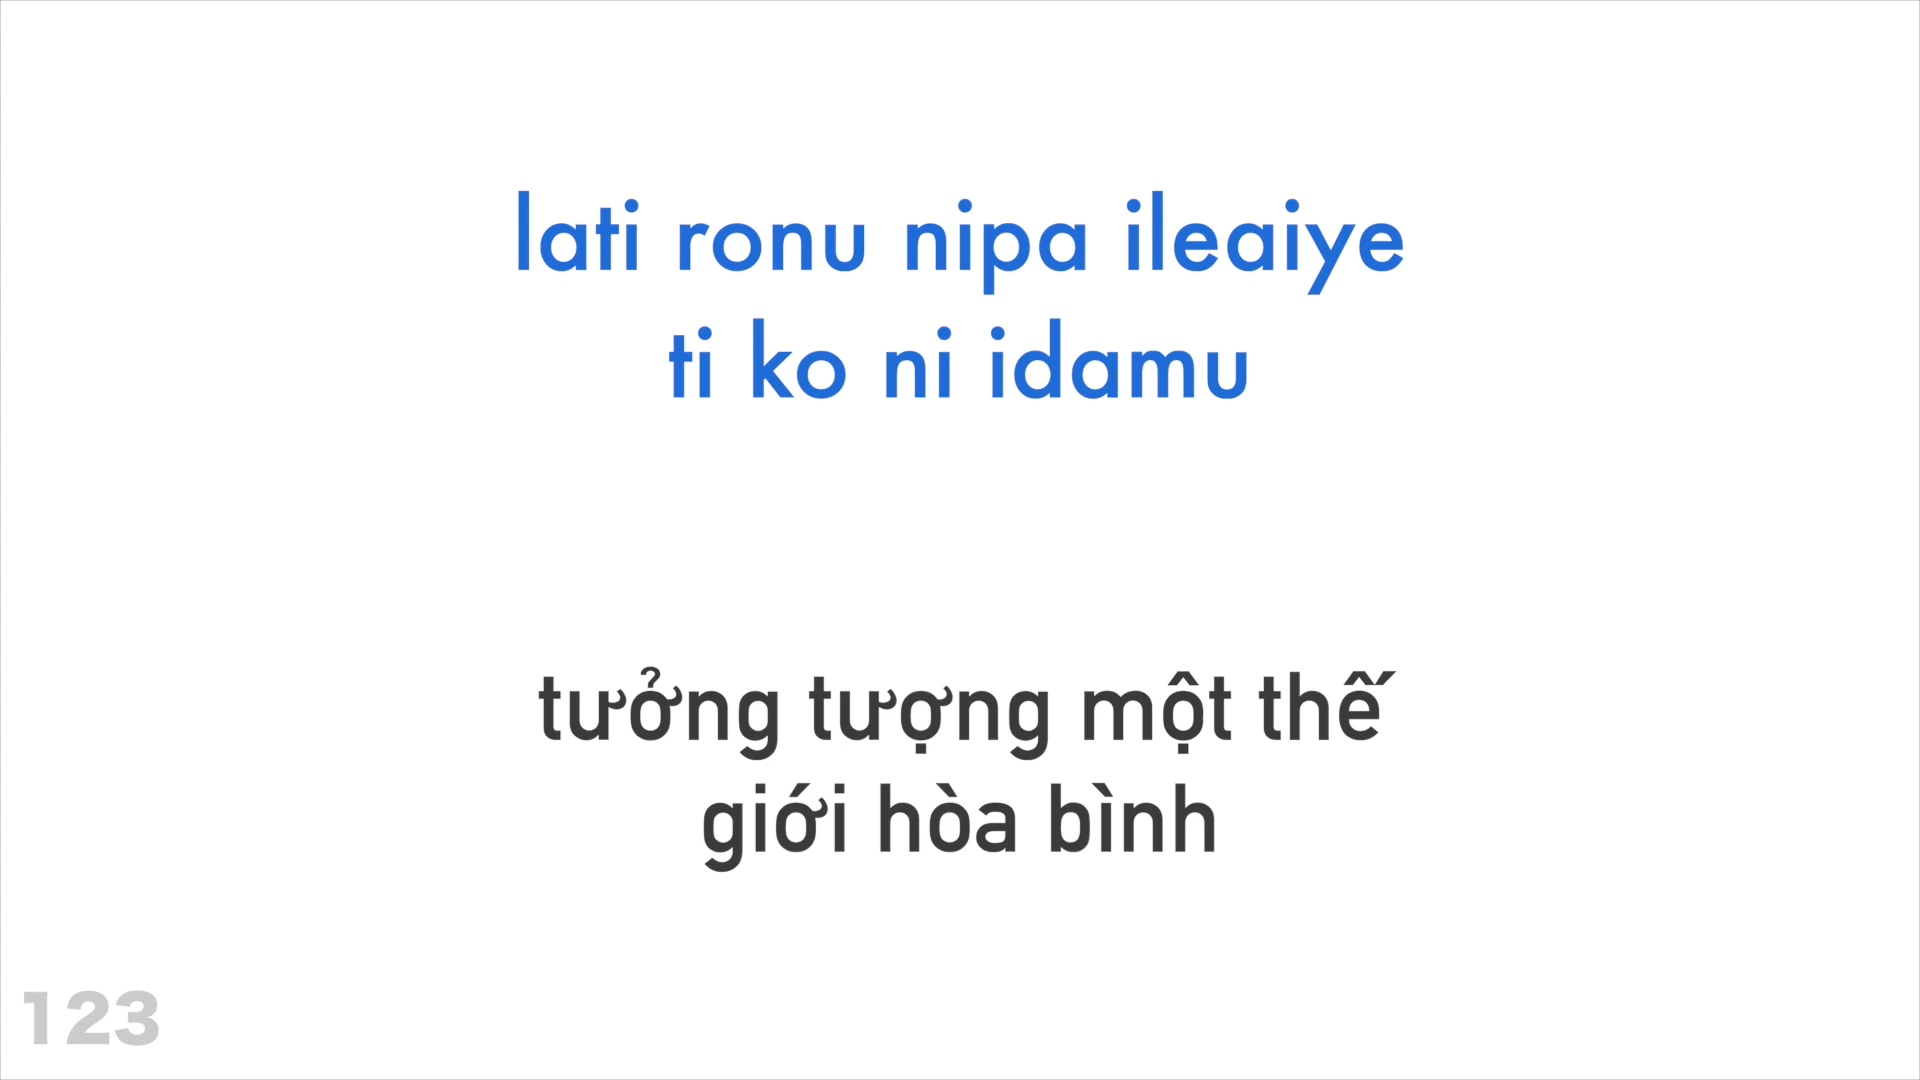 lati ronu nipa ileaiye
ti ko ni idamu
tưởng tượng một thế
giới hòa bình
123